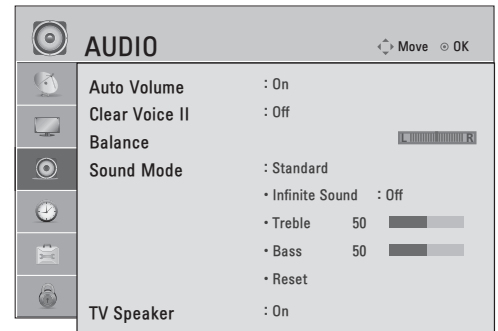 AUDIO
Move OK
Auto Volume : On
Clear Voice II : Off
Balance L R
Sound Mode : Standard
• Infinite Sound : Off
• Treble 50
• Bass 50
• Reset
TV Speaker : On